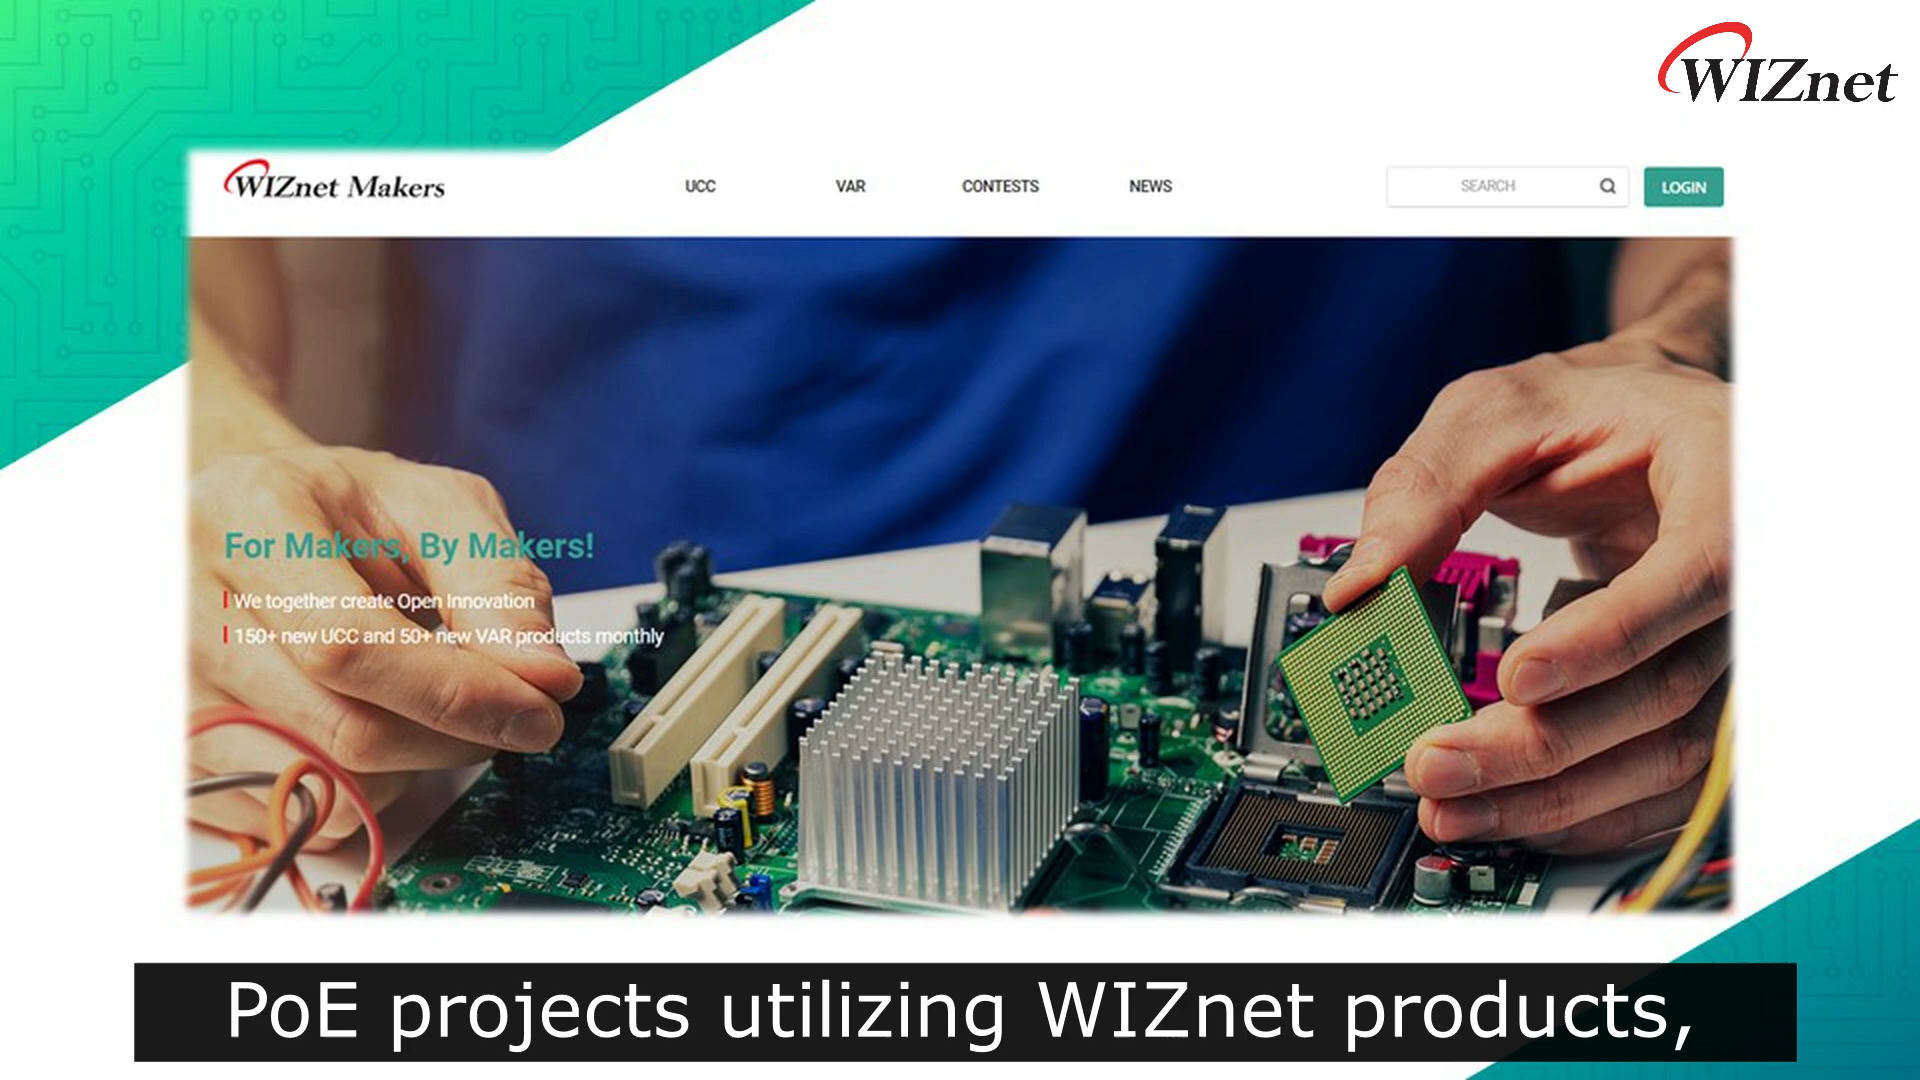 WIZnet
WIZnet Makers
UCC
VAR
CONTESTS
NEWS
SEARCH
LOGIN
For Makers, By Makers!
We together create Open Innovation
150+ new UCC and 50+ new VAR products monthly
PoE projects utilizing WIZnet products,